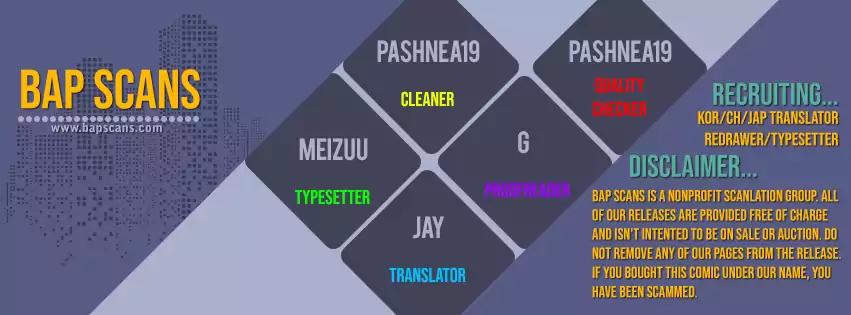 BAP SCANS
www.bapscans.com
PASHNEA19
CLEANER
PASHNEA19
QUALITY
CHECKER
MEIZUU
TYPESETTER
G
PROOFREADER
JAY
TRANSLATOR
RECRUITING...
KOR/CH/JAP TRANSLATOR
REDRAWER/TYPESETTER
DISCLAIMER...
BAP SCANS IS A NONPROFIT SCANLATION GROUP. ALL
OF OUR RELEASES ARE PROVIDED FREE OF CHARGE
AND ISN'T INTENTED TO BE ON SALE OR AUCTION. DO
NOT REMOVE ANY OF OUR PAGES FROM THE RELEASE.
IF YOU BOUGHT THIS COMIC UNDER OUR NAME, YOU
HAVE BEEN SCAMMED.